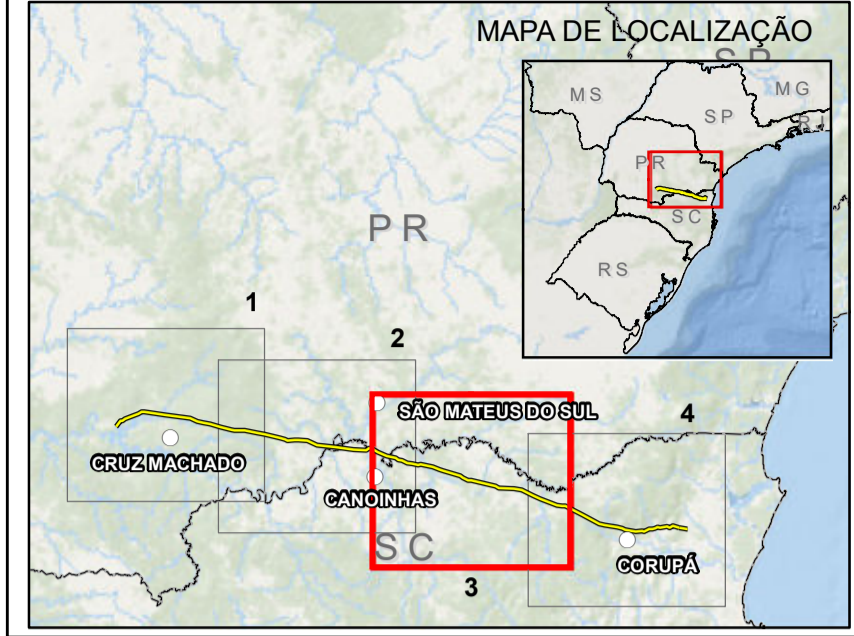 MAPA DE LOCALIZAÇÃO
S P
M S
M G
S P
R J
P R
S C
R S
P R
1
2
SÃO MATEUS DO SUL
4
CRUZ MACHADO
CANOINHAS
S C
CORUPÁ
3